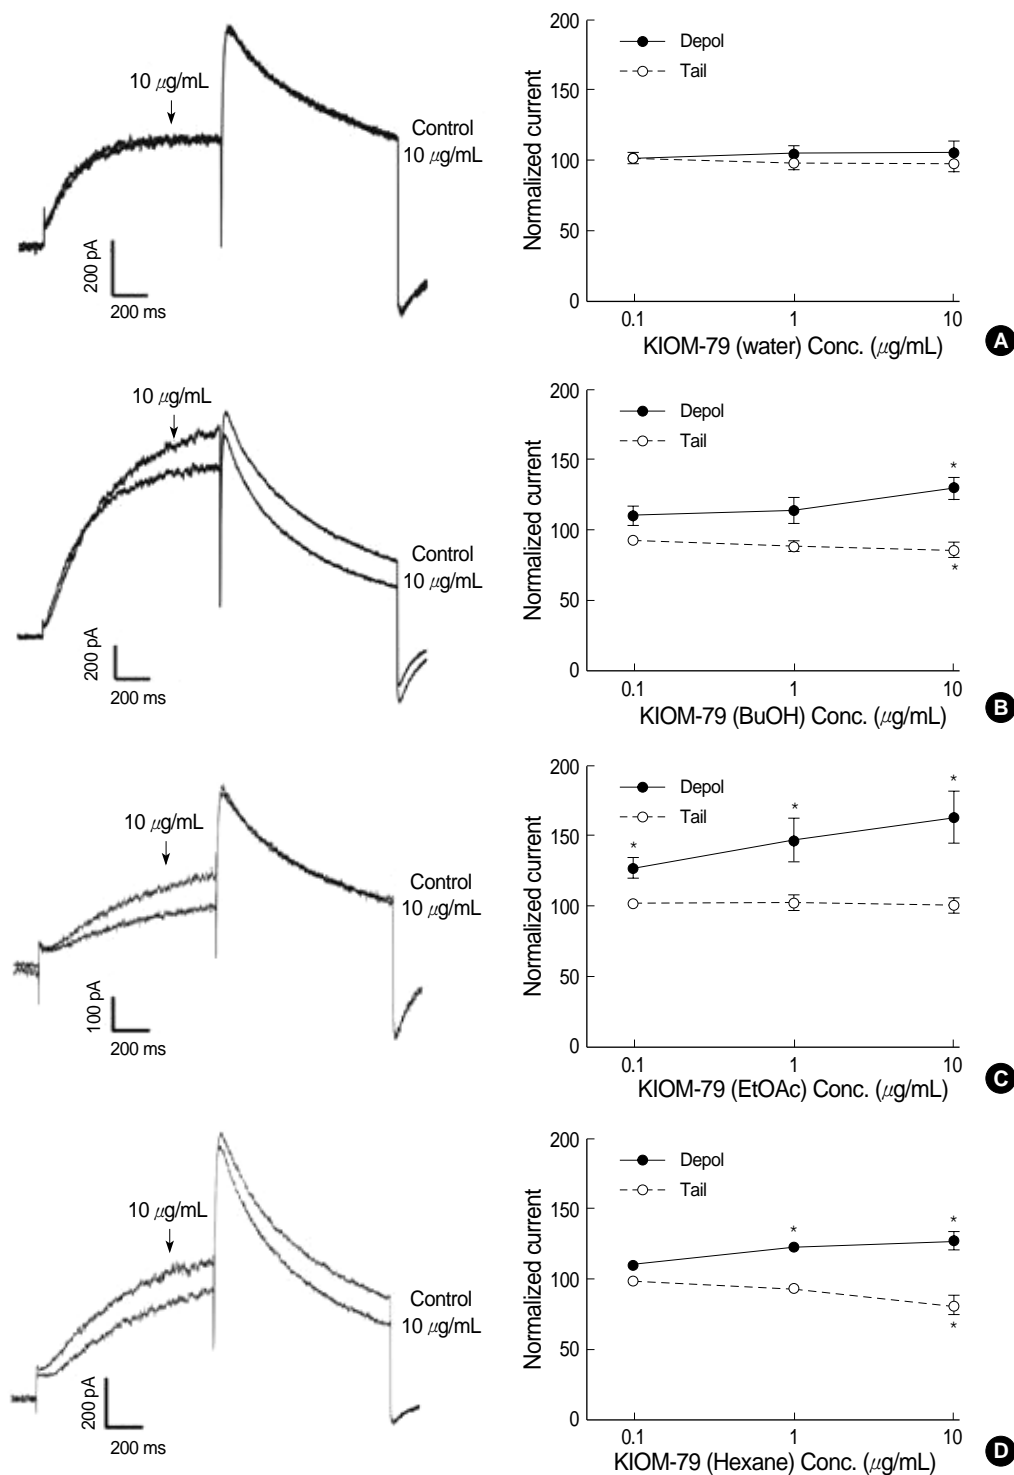 10 μg/mL
Control
10 μg/mL
200 pA
200 ms
Normalized current
200
150
100
50
0
Depol
Tail
0.1
1
10
KIOM-79 (water) Conc. (μg/mL)
A
10 μg/mL
Control
10 μg/mL
200 pA
200 ms
Normalized current
200
150
100
50
0
Depol
Tail
*
*
0.1
1
10
KIOM-79 (BuOH) Conc. (μg/mL)
B
10 μg/mL
Control
10 μg/mL
100 pA
200 ms
Normalized current
200
150
100
50
0
Depol
Tail
*
*
*
0.1
1
10
KIOM-79 (EtOAc) Conc. (μg/mL)
C
10 μg/mL
Control
10 μg/mL
200 pA
200 ms
Normalized current
200
150
100
50
0
Depol
Tail
*
*
*
0.1
1
10
KIOM-79 (Hexane) Conc. (μg/mL)
D